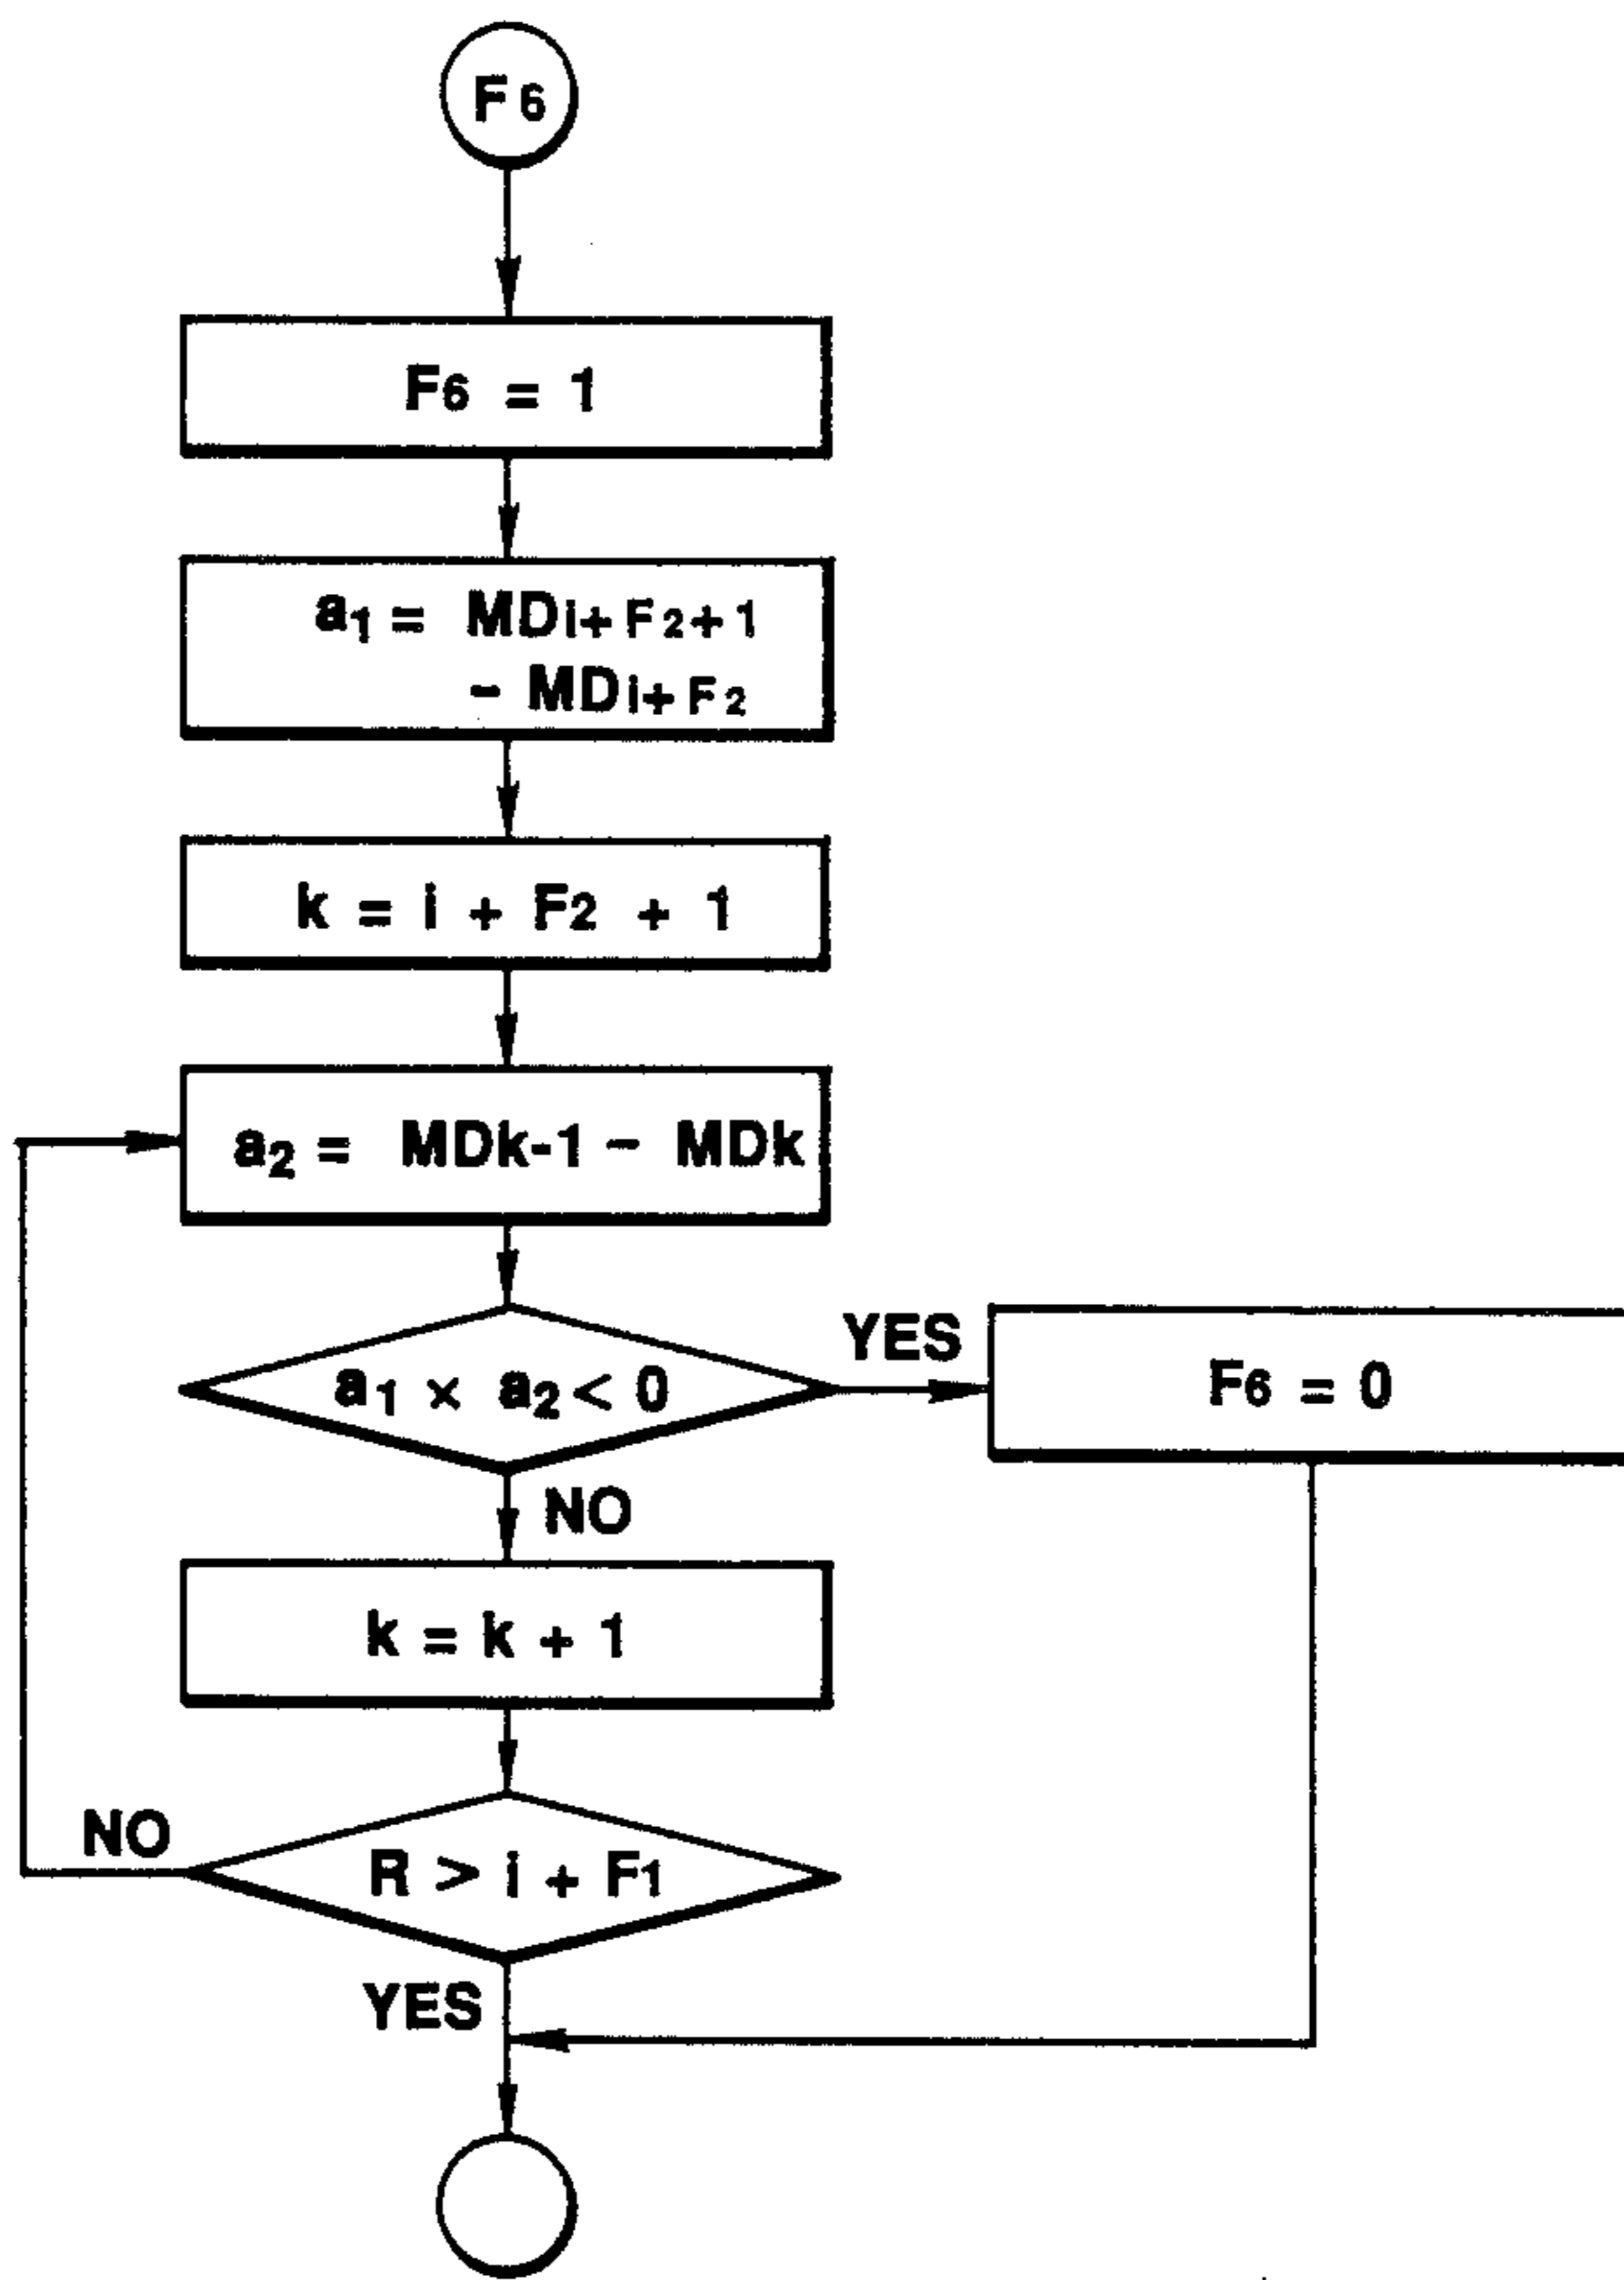 F6
F6 = 1
a1 = MDi+F2+1
- MDi+F2
k = i + F2 + 1
a2 = MDk-1 - MDk
a1 × a2 < 0
YES
F6 = 0
NO
k = k + 1
NO
R > i + F1
YES